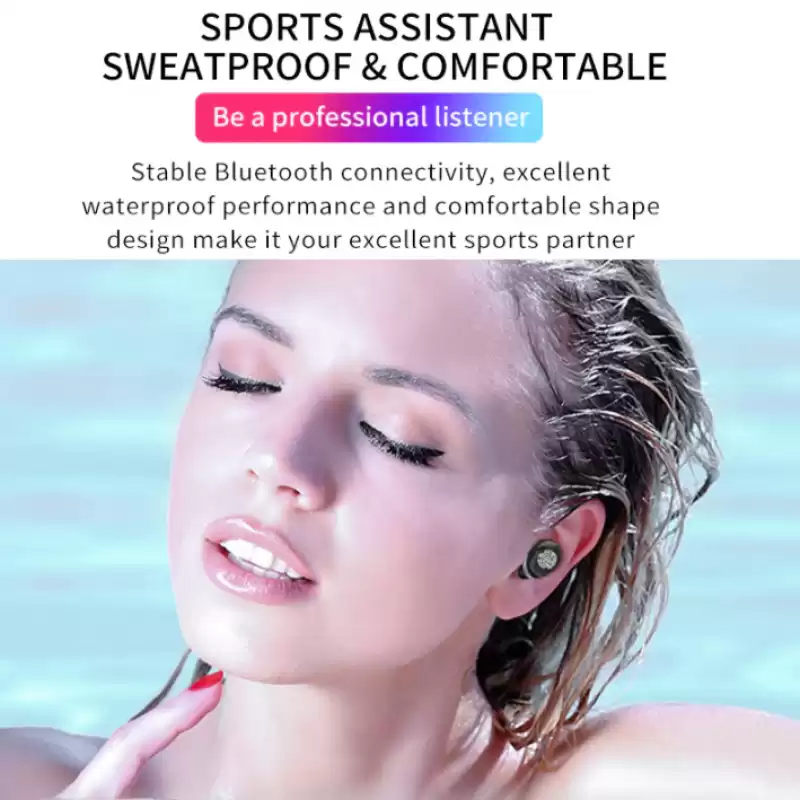 SPORTS ASSISTANT
SWEATPROOF & COMFORTABLE
Be a professional listener
Stable Bluetooth connectivity, excellent
waterproof performance and comfortable shape
design make it your excellent sports partner